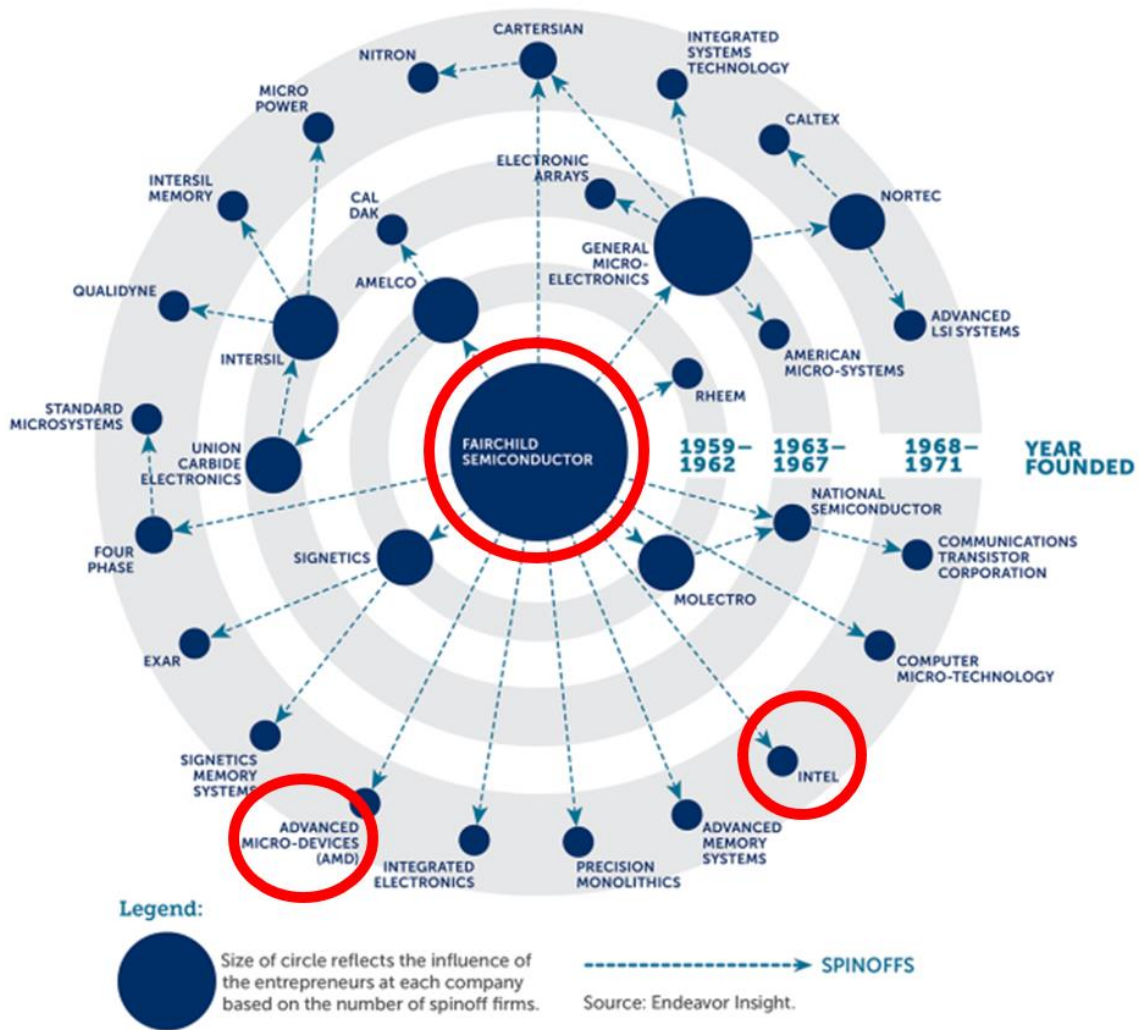 CARTERSIAN
NITRON
INTEGRATED
SYSTEMS
TECHNOLOGY
MICRO
POWER
CALTEX
ELECTRONIC
ARRAYS
INTERSIL
MEMORY
CAL
DAK
NORTEC
GENERAL
MICRO-
ELECTRONICS
QUALIDYNE
AMELCO
ADVANCED
LSI SYSTEMS
INTERSIL
AMERICAN
MICRO-SYSTEMS
RHEEM
STANDARD
MICROSYSTEMS
UNION
CARBIDE
ELECTRONICS
FAIRCHILD
SEMICONDUCTOR
1959–
1962
1963–
1967
1968–
1971
YEAR
FOUNDED
NATIONAL
SEMICONDUCTOR
FOUR
PHASE
SIGNETICS
COMMUNICATIONS
TRANSISTOR
CORPORATION
MOLECTRO
EXAR
COMPUTER
MICRO-TECHNOLOGY
SIGNETICS
MEMORY
SYSTEMS
INTEL
ADVANCED
MICRO-DEVICES
(AMD)
INTEGRATED
ELECTRONICS
PRECISION
MONOLITHICS
ADVANCED
MEMORY
SYSTEMS
Legend:
Size of circle reflects the influence of
the entrepreneurs at each company
based on the number of spinoff firms.
SPINOFFS
Source: Endeavor Insight.